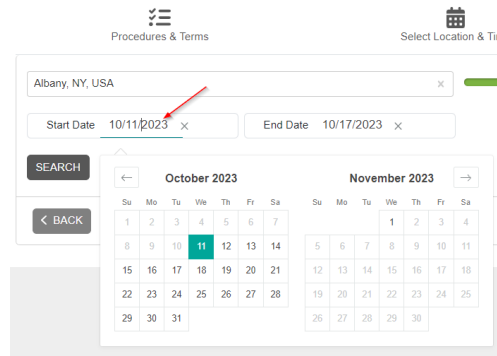 Procedures & Terms
Select Location &
Albany, NY, USA ×
Start Date 10/11/2023 × End Date 10/17/2023 ×
SEARCH
← October 2023 November 2023 →
Su Mo Tu We Th Fr Sa Su Mo Tu We Th Fr Sa
1 2 3 4 5 6 7 1 2 3 4
8 9 10 11 12 13 14 5 6 7 8 9 10 11
15 16 17 18 19 20 21 12 13 14 15 16 17 18
22 23 24 25 26 27 28 19 20 21 22 23 24 25
29 30 31 26 27 28 29 30
< BACK